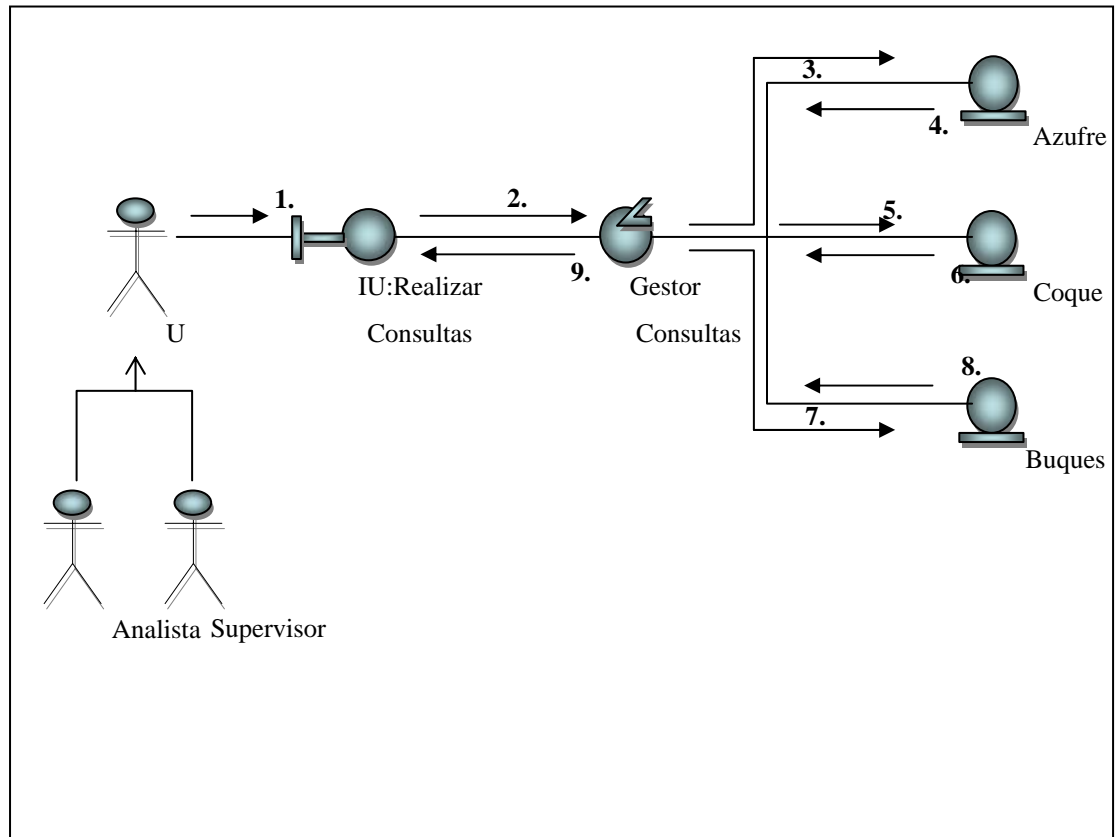 3.
4.
Azufre
1.
2.
5.
9.
6.
IU:Realizar
Consultas
Gestor
Consultas
Coque
U
8.
7.
Buques
Analista Supervisor